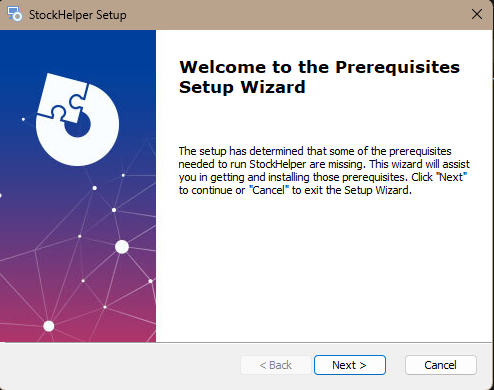 StockHelper Setup
Welcome to the Prerequisites
Setup Wizard
The setup has determined that some of the prerequisites
needed to run StockHelper are missing. This wizard will assist
you in getting and installing those prerequisites. Click "Next"
to continue or "Cancel" to exit the Setup Wizard.
< Back
Next >
Cancel